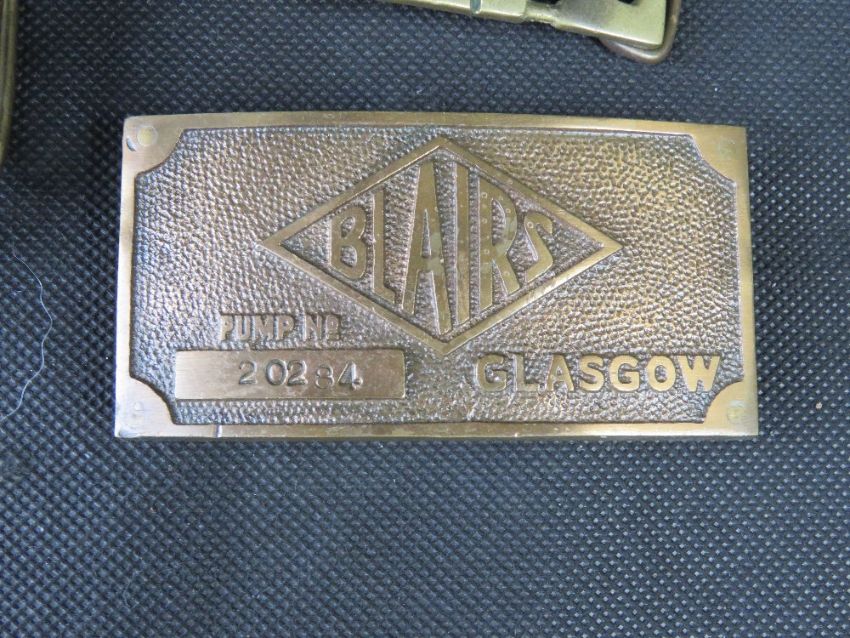 BLAIRS
PUMP No
20284
GLASGOW